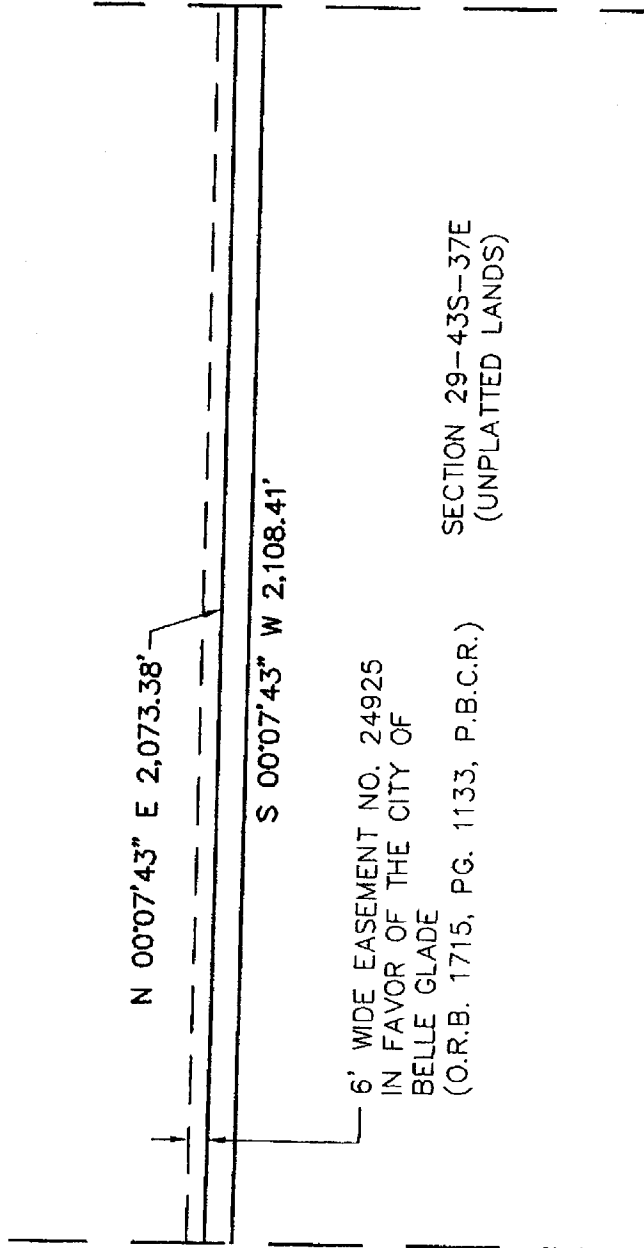 N 00°07'43" E 2,073.38'
S 00°07'43" W 2,108.41'
6' WIDE EASEMENT NO. 24925
IN FAVOR OF THE CITY OF
BELLE GLADE
(O.R.B. 1715, PG. 1133, P.B.C.R.)
SECTION 29-43S-37E
(UNPLATTED LANDS)